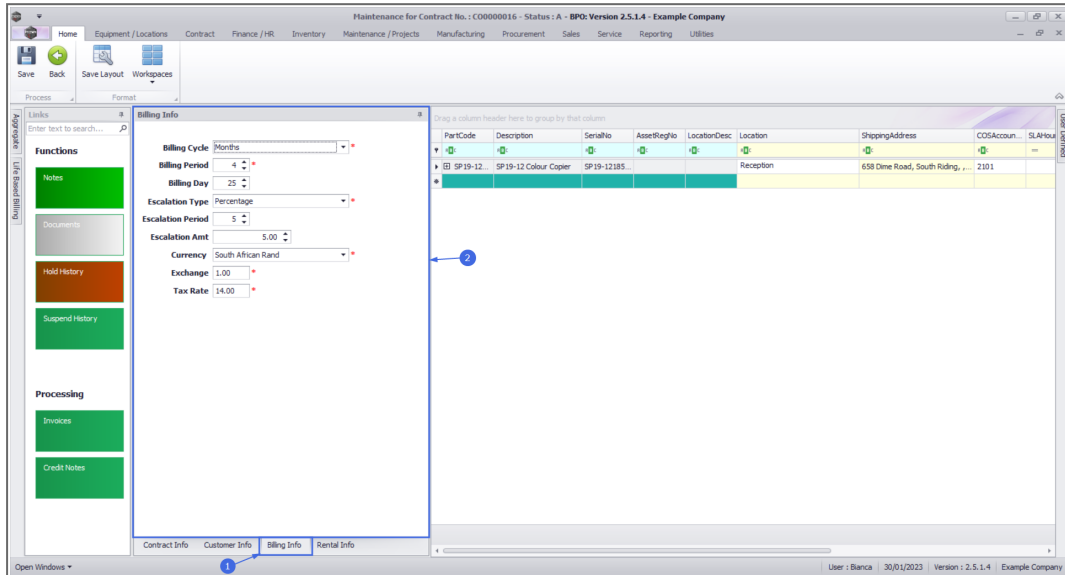 Maintenance for Contract No. : CO0000016 - Status : A - BPO: Version 2.5.1.4 - Example Company
Home Equipment / Locations Contract Finance / HR Inventory Maintenance / Projects Manufacturing Procurement Sales Service Reporting Utilities
Save Back Save Layout Workspaces
Process Format
Links
Enter text to search...
Functions
Notes
Documents
Hold History
Suspend History
Processing
Invoices
Credit Notes
Aggregate
Life Based Billing
Billing Info
Billing Cycle Months *
Billing Period 4 *
Billing Day 25
Escalation Type Percentage *
Escalation Period 5
Escalation Amt 5.00
Currency South African Rand *
Exchange 1.00 *
Tax Rate 14.00 *
Contract Info Customer Info Billing Info Rental Info
1
2
Drag a column header here to group by that column
PartCode Description SerialNo AssetRegNo LocationDesc Location ShippingAddress COSAccoun... SLAHour
SP19-12... SP19-12 Colour Copier SP19-12185... Reception 658 Dime Road, South Riding, ,... 2101
User Defined
Open Windows User : Bianca 30/01/2023 Version : 2.5.1.4 Example Company